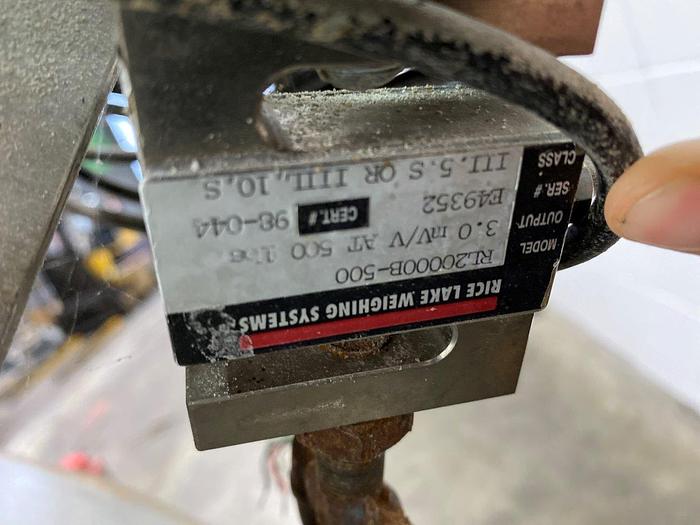 RICE LAKE WEIGHING SYSTEMS
MODEL RL20000B-500
OUTPUT- 3.0 mV/V AT 500 lbs
SER.# E49352 CERT.# 98-044
CLASS III,5.S OR IIIL,10,S